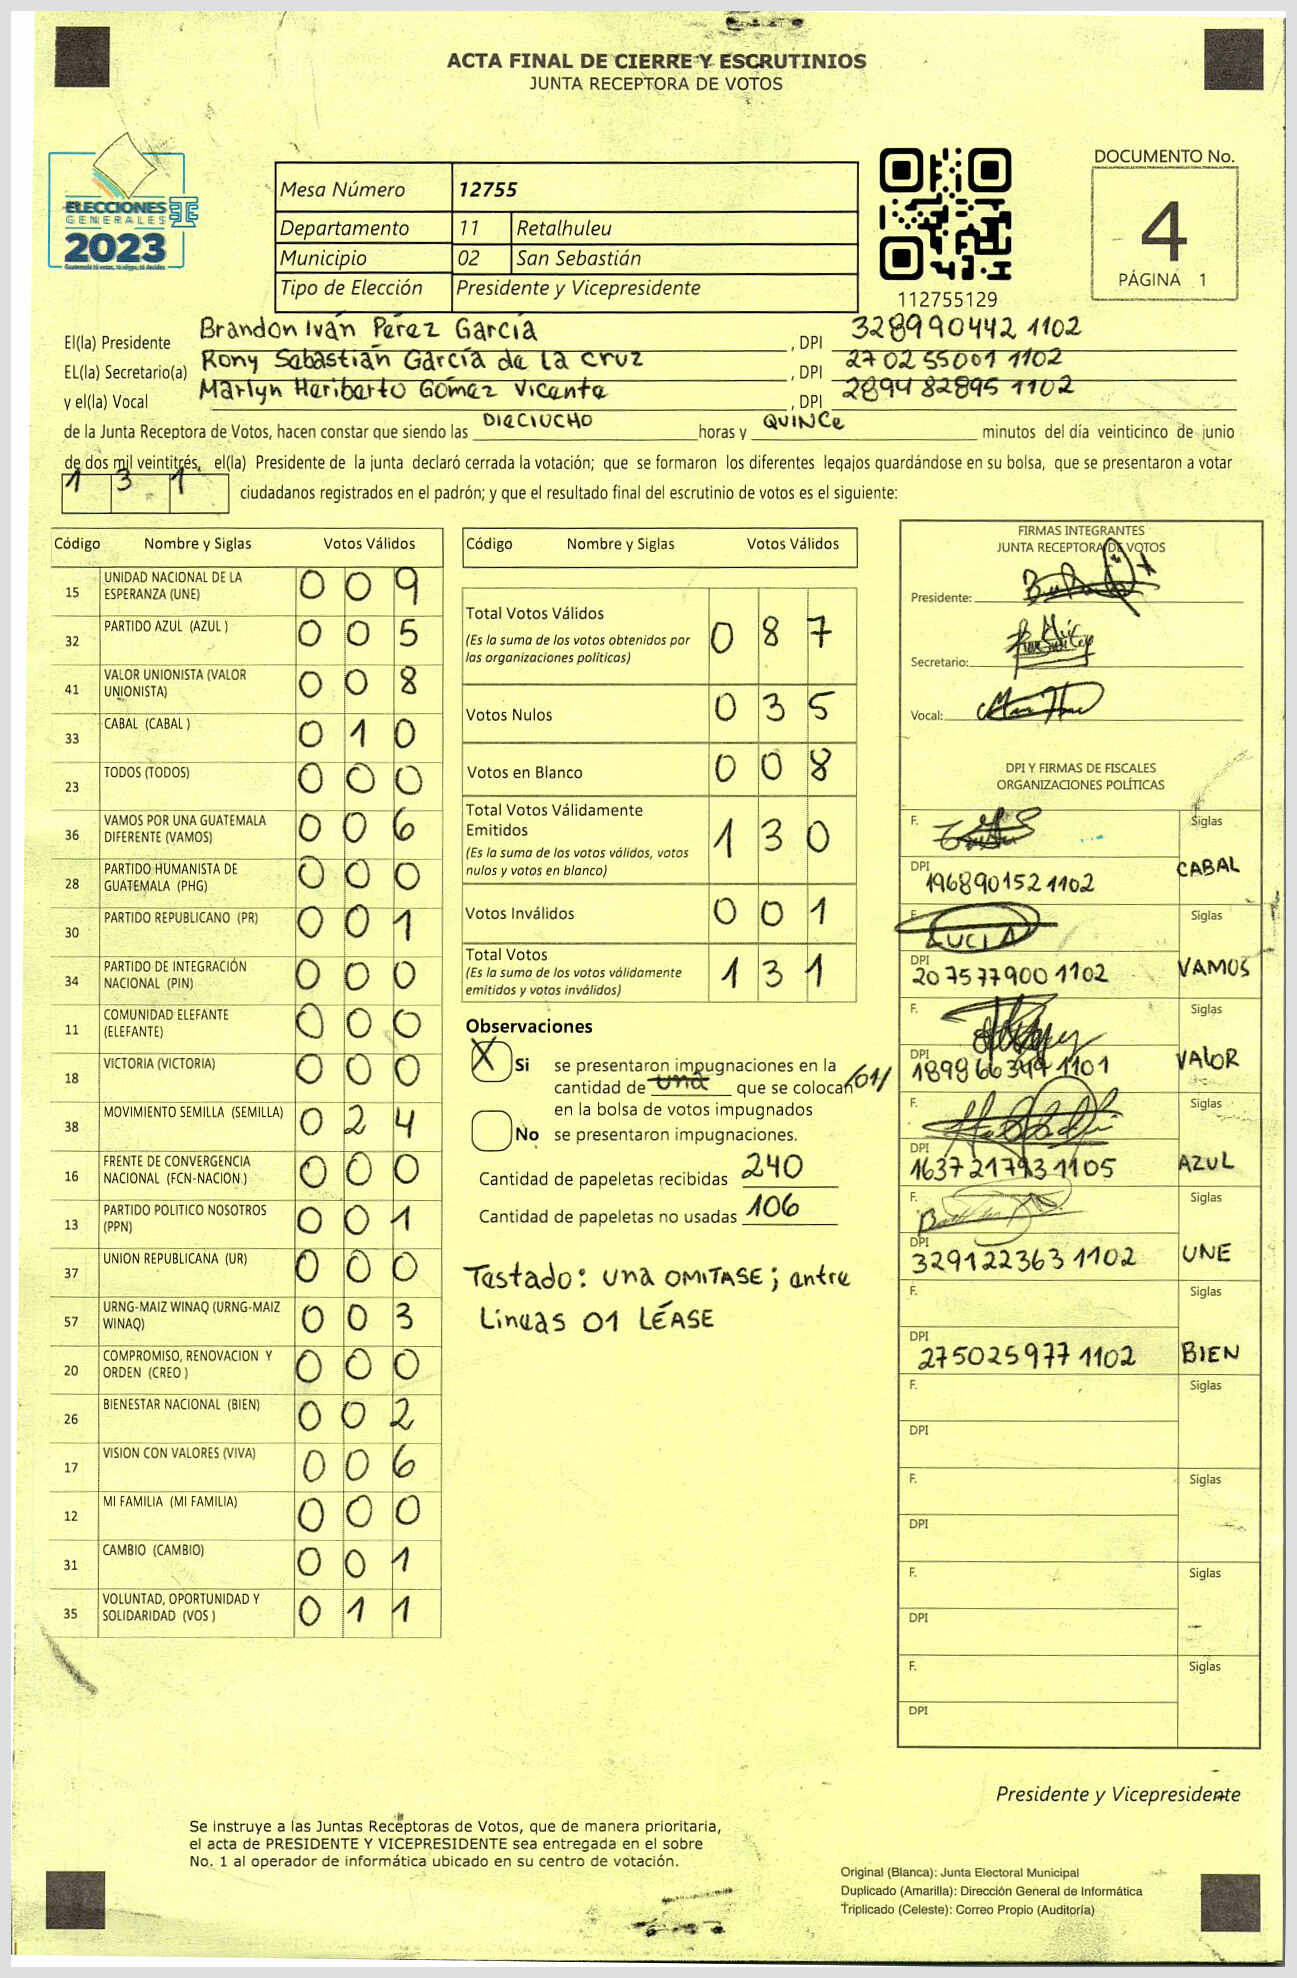 ACTA FINAL DE CIERRE Y ESCRUTINIOS
JUNTA RECEPTORA DE VOTOS
ELECCIONES
GENERALES
2023
Mesa Número 12755
Departamento 11 Retalhuleu
Municipio 02 San Sebastián
Tipo de Elección Presidente y Vicepresidente
112755129
DOCUMENTO No.
4
PÁGINA 1
El(la) Presidente Brandon Iván Pérez García , DPI 328990442 1102
EL(la) Secretario(a) Rony Sebastián García de la Cruz , DPI 270255001 1102
y el(la) Vocal Marlyn Heriberto Gómez Vicente , DPI 289482895 1102
de la Junta Receptora de Votos, hacen constar que siendo las DIECIUCHO horas y QUINCE minutos del día veinticinco de junio
de dos mil veintitrés, el(la) Presidente de la junta declaró cerrada la votación; que se formaron los diferentes legajos guardándose en su bolsa, que se presentaron a votar
1 3 1 ciudadanos registrados en el padrón; y que el resultado final del escrutinio de votos es el siguiente:
Código Nombre y Siglas Votos Válidos
15 UNIDAD NACIONAL DE LA ESPERANZA (UNE) 0 0 9
32 PARTIDO AZUL (AZUL ) 0 0 5
41 VALOR UNIONISTA (VALOR UNIONISTA) 0 0 8
33 CABAL (CABAL ) 0 1 0
23 TODOS (TODOS) 0 0 0
36 VAMOS POR UNA GUATEMALA DIFERENTE (VAMOS) 0 0 6
28 PARTIDO HUMANISTA DE GUATEMALA (PHG) 0 0 0
30 PARTIDO REPUBLICANO (PR) 0 0 1
34 PARTIDO DE INTEGRACIÓN NACIONAL (PIN) 0 0 0
11 COMUNIDAD ELEFANTE (ELEFANTE) 0 0 0
18 VICTORIA (VICTORIA) 0 0 0
38 MOVIMIENTO SEMILLA (SEMILLA) 0 2 4
16 FRENTE DE CONVERGENCIA NACIONAL (FCN-NACION ) 0 0 0
13 PARTIDO POLITICO NOSOTROS (PPN) 0 0 1
37 UNION REPUBLICANA (UR) 0 0 0
57 URNG-MAIZ WINAQ (URNG-MAIZ WINAQ) 0 0 3
20 COMPROMISO, RENOVACION Y ORDEN (CREO ) 0 0 0
26 BIENESTAR NACIONAL (BIEN) 0 0 2
17 VISION CON VALORES (VIVA) 0 0 6
12 MI FAMILIA (MI FAMILIA) 0 0 0
31 CAMBIO (CAMBIO) 0 0 1
35 VOLUNTAD, OPORTUNIDAD Y SOLIDARIDAD (VOS ) 0 1 1
Código Nombre y Siglas Votos Válidos
Total Votos Válidos 0 8 7
(Es la suma de los votos obtenidos por
las organizaciones políticas)
Votos Nulos 0 3 5
Votos en Blanco 0 0 8
Total Votos Válidamente
Emitidos 1 3 0
(Es la suma de los votos válidos, votos
nulos y votos en blanco)
Votos Inválidos 0 0 1
Total Votos 1 3 1
(Es la suma de los votos válidamente
emitidos y votos inválidos)
Observaciones
X Si se presentaron impugnaciones en la
cantidad de una que se colocan /01/
en la bolsa de votos impugnados
No se presentaron impugnaciones.
Cantidad de papeletas recibidas 240
Cantidad de papeletas no usadas 106
Testado: una OMITASE; entre
Líneas 01 LÉASE
FIRMAS INTEGRANTES
JUNTA RECEPTORA DE VOTOS
Presidente:
Secretario:
Vocal:
DPI Y FIRMAS DE FISCALES
ORGANIZACIONES POLÍTICAS
F. Siglas
DPI 196890152 1102 CABAL
F. LUCIA Siglas
DPI 207577900 1102 VAMOS
F. Siglas
DPI 189866349 1101 VALOR
F. Siglas
DPI 163721793 1105 AZUL
F. Siglas
DPI 329122363 1102 UNE
F. Siglas
DPI 275025977 1102 BIEN
F. Siglas
DPI
F. Siglas
DPI
F. Siglas
DPI
F. Siglas
DPI
Presidente y Vicepresidente
Se instruye a las Juntas Receptoras de Votos, que de manera prioritaria,
el acta de PRESIDENTE Y VICEPRESIDENTE sea entregada en el sobre
No. 1 al operador de informática ubicado en su centro de votación.
Original (Blanca): Junta Electoral Municipal
Duplicado (Amarilla): Dirección General de Informática
Triplicado (Celeste): Correo Propio (Auditoría)